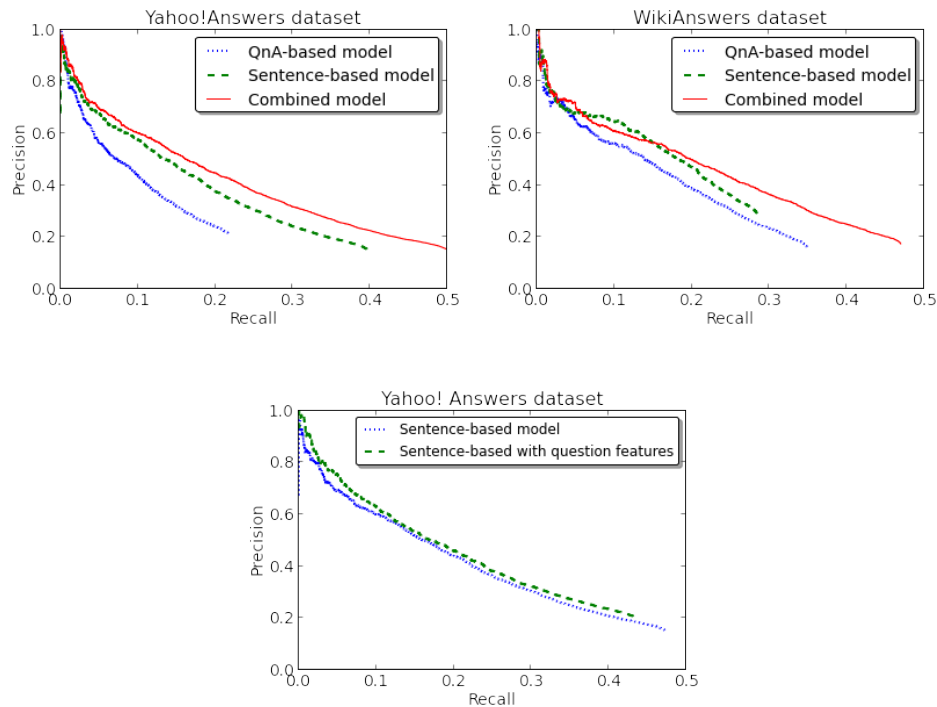 Yahoo!Answers dataset
1.0
0.8
0.6
0.4
0.2
0.0
Precision
QnA-based model
Sentence-based model
Combined model
0.0 0.1 0.2 0.3 0.4 0.5
Recall
WikiAnswers dataset
1.0
0.8
0.6
0.4
0.2
0.0
Precision
QnA-based model
Sentence-based model
Combined model
0.0 0.1 0.2 0.3 0.4 0.5
Recall
Yahoo! Answers dataset
1.0
0.8
0.6
0.4
0.2
0.0
Precision
Sentence-based model
Sentence-based with question features
0.0 0.1 0.2 0.3 0.4 0.5
Recall